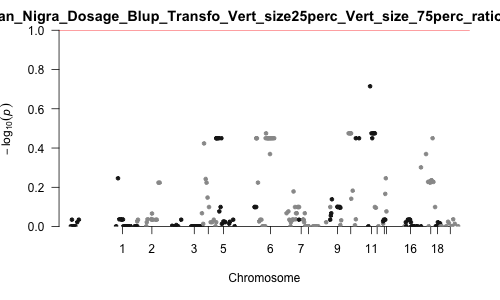 an_Nigra_Dosage_Blup_Transfo_Vert_size25perc_Vert_size_75perc_ratio
1.0
0.8
0.6
0.4
0.2
0.0
− log10(p)
1 2 3 5 6 7 9 11 16 18
Chromosome